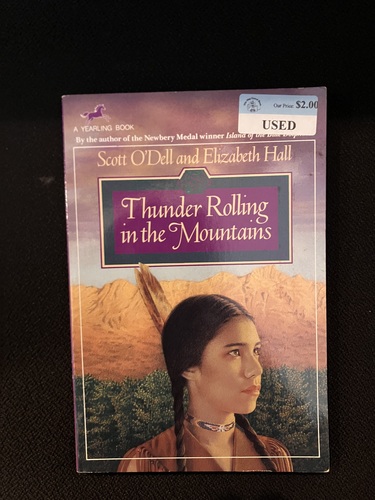 Our Price $2.00
USED
A YEARLING BOOK
By the author of the Newbery Medal winner Island of the Blue
Scott O'Dell and Elizabeth Hall
Thunder Rolling
in the Mountains